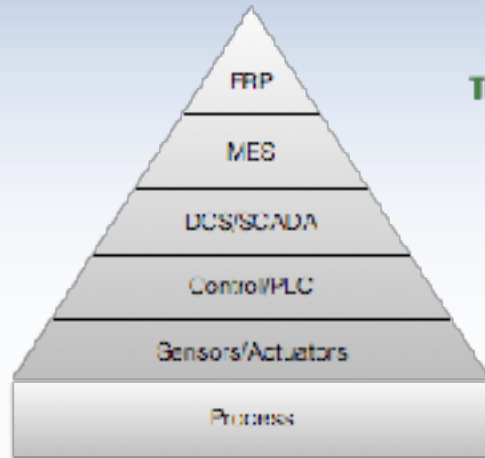 ERP
T
MES
DCS/SCADA
Control/PLC
Sensors/Actuators
Process